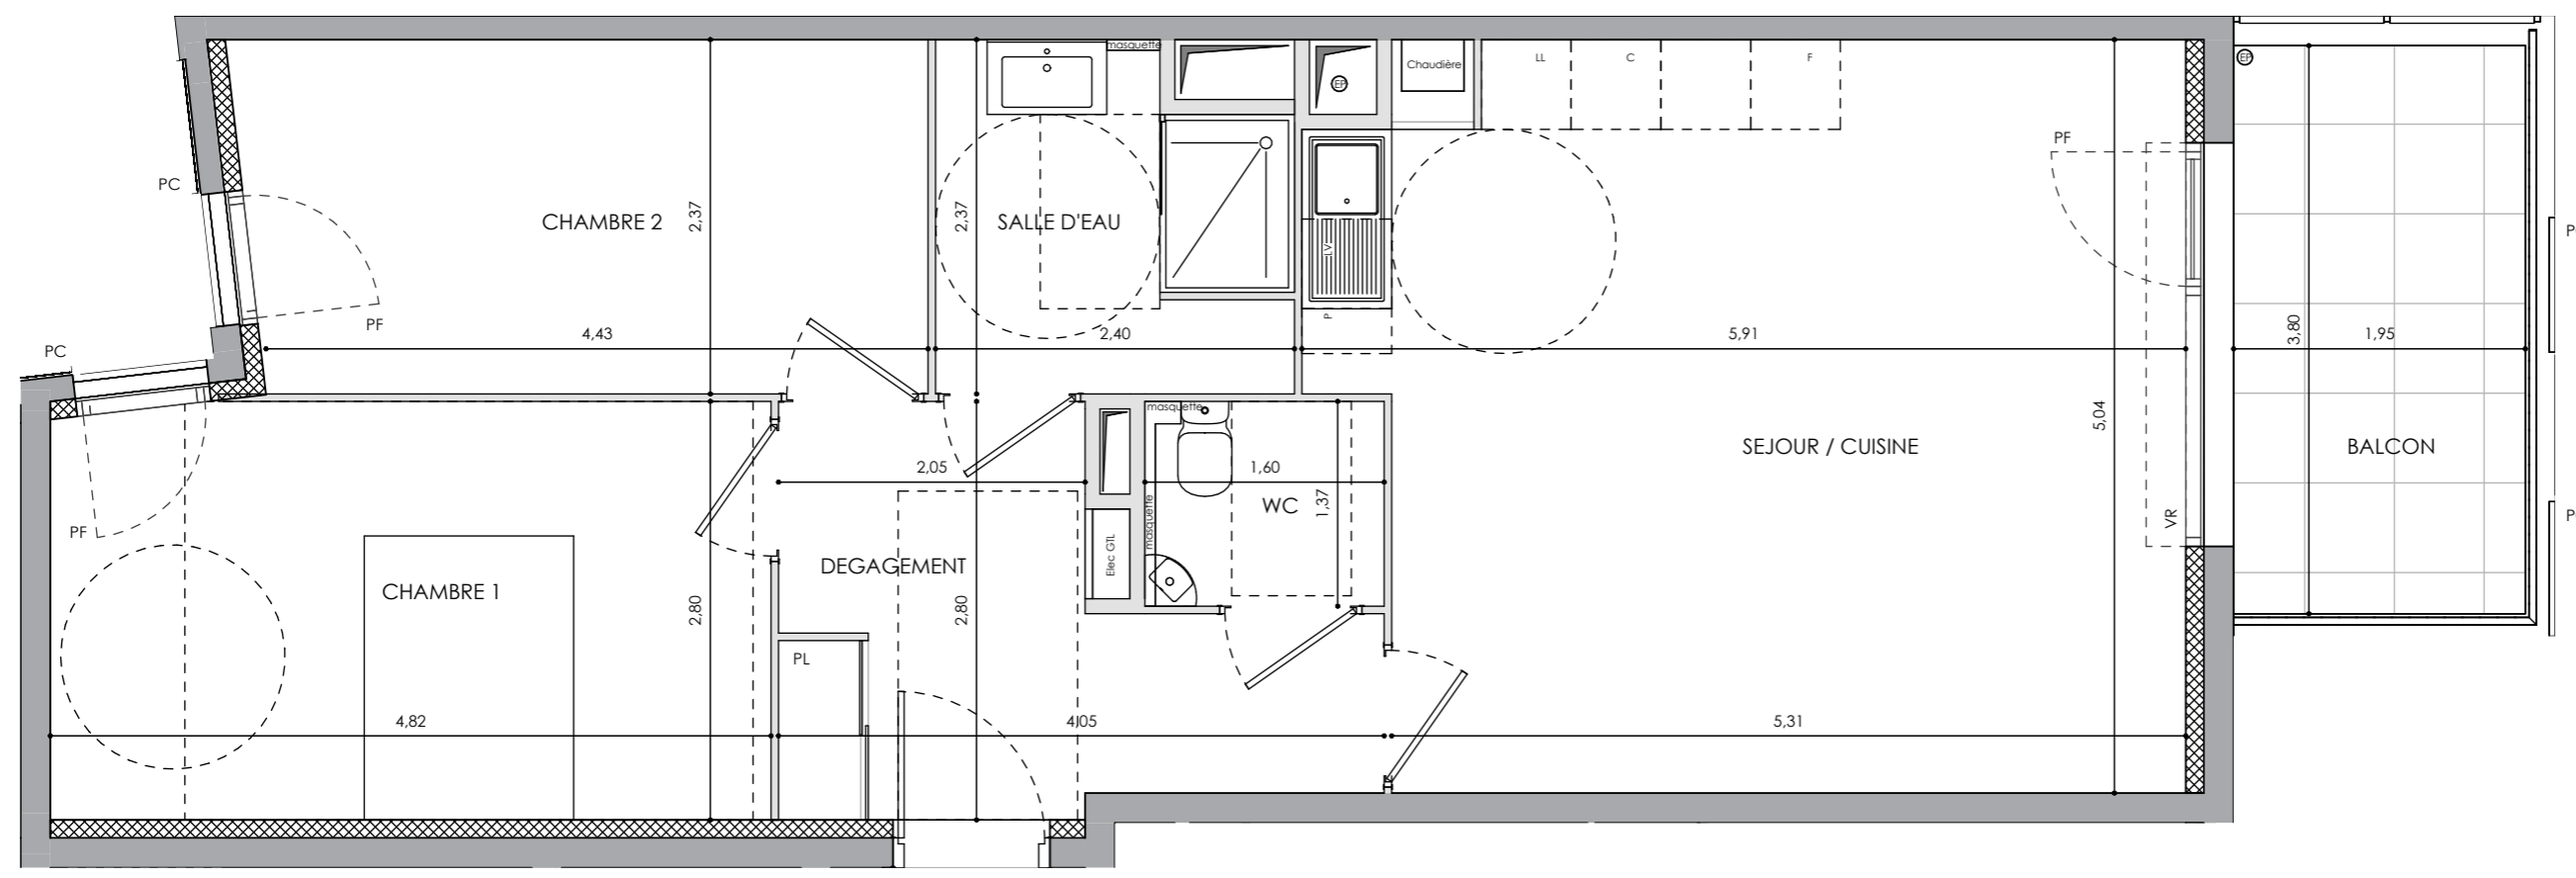 masquette
Chaudière
LL
C
F
EP
EP
PF
PC
CHAMBRE 2
2,37
2,37
SALLE D'EAU
LV
P
PF
4,43
2,40
5,91
3,80
1,95
PC
masquette
5,04
SEJOUR / CUISINE
BALCON
2,05
1,60
WC
1,37
masquette
VR
PF
Elec GTL
DEGAGEMENT
CHAMBRE 1
2,80
2,80
PL
4,82
4,05
5,31
P
P